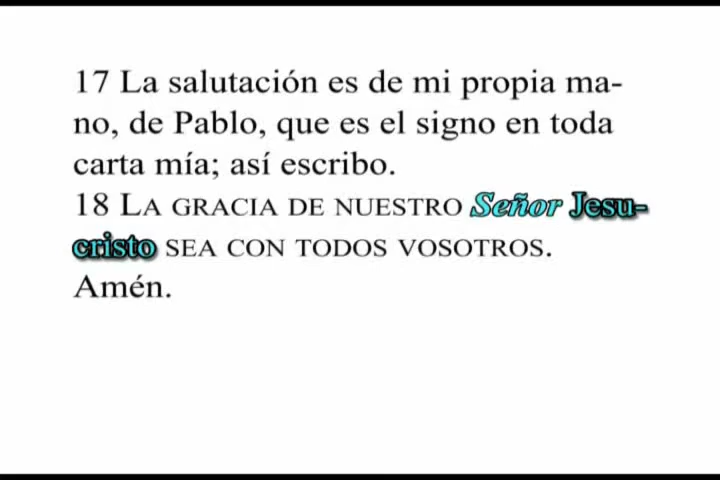 17 La salutación es de mi propia ma-
no, de Pablo, que es el signo en toda
carta mía; así escribo.
18 LA GRACIA DE NUESTRO Señor Jesu-
cristo SEA CON TODOS VOSOTROS.
Amén.